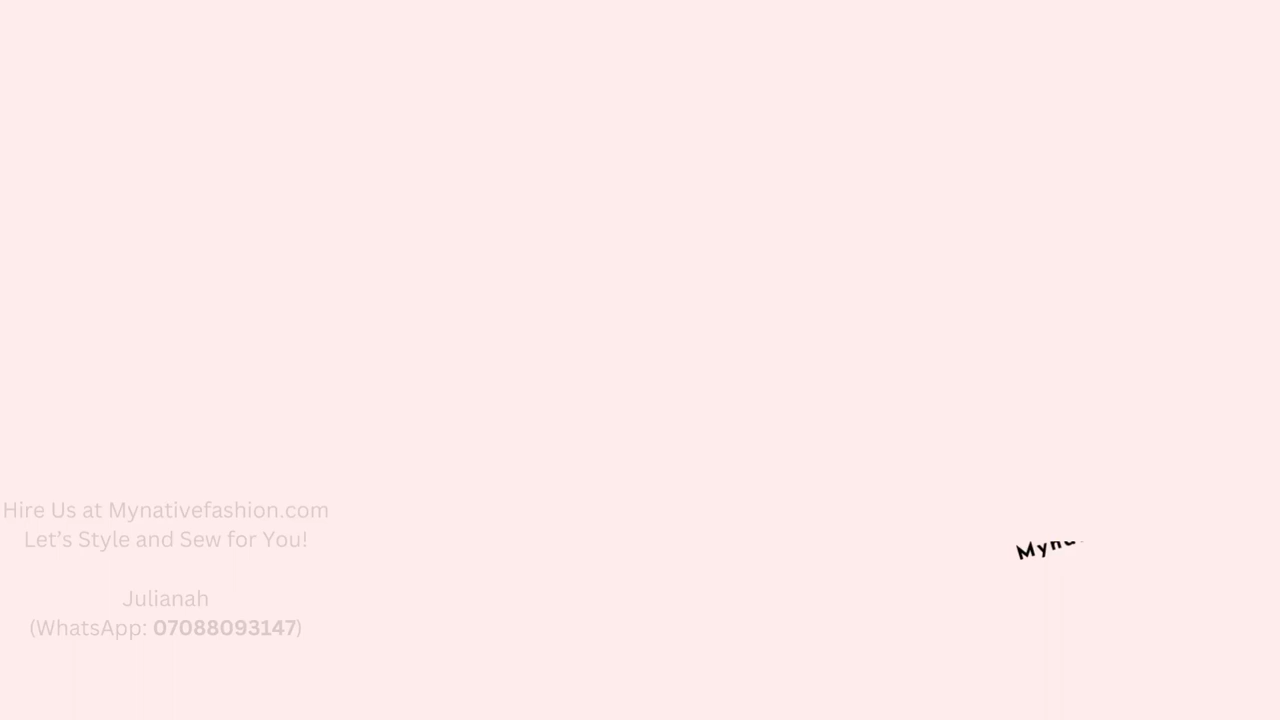 Hire Us at Mynativefashion.com
Let’s Style and Sew for You!
Julianah
(WhatsApp: 07088093147)